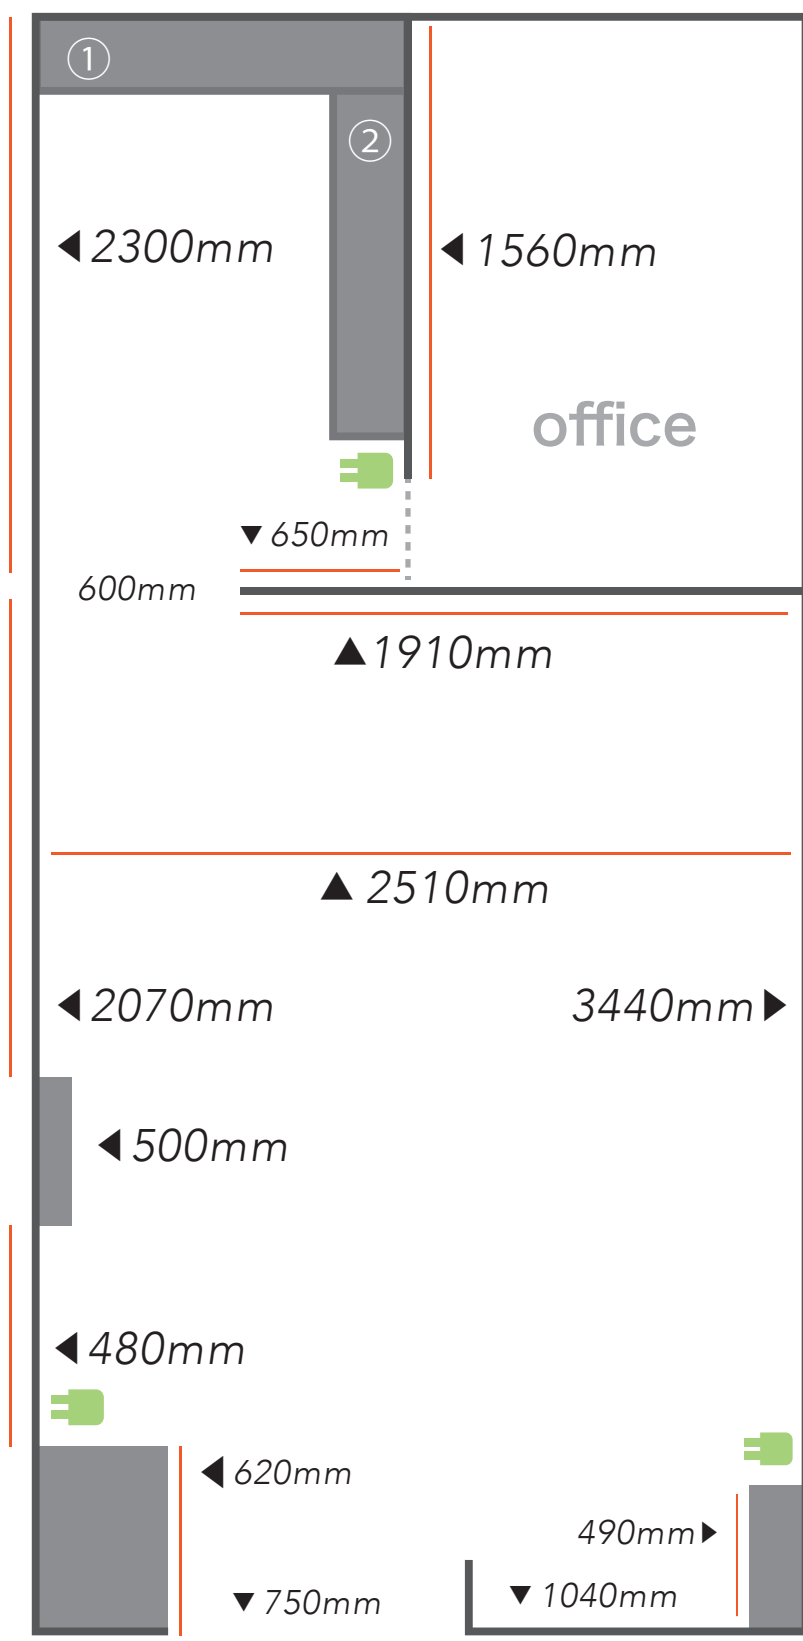 ①
②
◀ 2300mm
◀ 1560mm
office
▼ 650mm
600mm
▲ 1910mm
▲ 2510mm
◀ 2070mm
3440mm ▶
◀ 500mm
◀ 480mm
◀ 620mm
490mm ▶
▼ 750mm
▼ 1040mm